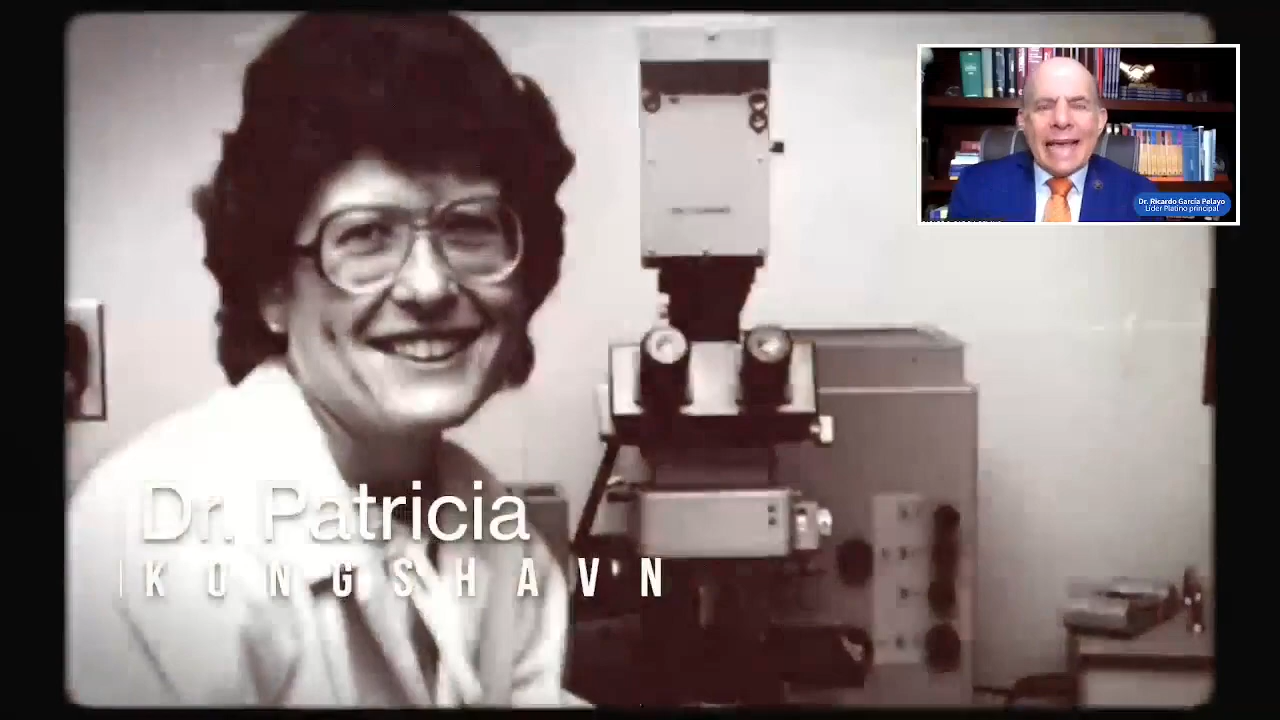 Dr. Patricia
KONGSHAVN
Dr. Ricardo García Pelayo
Líder Platino principal